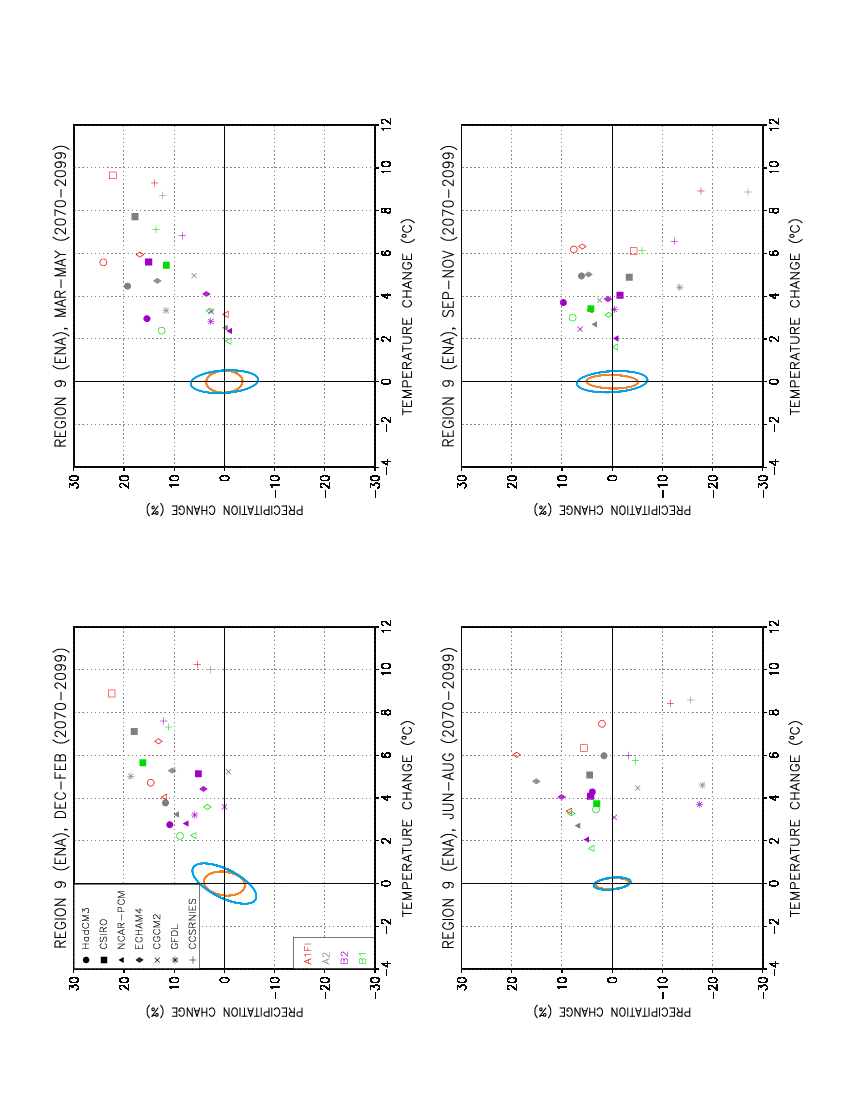 REGION 9 (ENA), DEC-FEB (2070-2099)
30
20
10
0
-10
-20
-30
PRECIPITATION CHANGE (%)
-4
-2
0
2
4
6
8
10
12
TEMPERATURE CHANGE (ºC)
HadCM3
CSIRO
NCAR-PCM
ECHAM4
CGCM2
GFDL
CCSRNIES
A1FI
A2
B2
B1
REGION 9 (ENA), MAR-MAY (2070-2099)
30
20
10
0
-10
-20
-30
PRECIPITATION CHANGE (%)
-4
-2
0
2
4
6
8
10
12
TEMPERATURE CHANGE (ºC)
REGION 9 (ENA), JUN-AUG (2070-2099)
30
20
10
0
-10
-20
-30
PRECIPITATION CHANGE (%)
-4
-2
0
2
4
6
8
10
12
TEMPERATURE CHANGE (ºC)
REGION 9 (ENA), SEP-NOV (2070-2099)
30
20
10
0
-10
-20
-30
PRECIPITATION CHANGE (%)
-4
-2
0
2
4
6
8
10
12
TEMPERATURE CHANGE (ºC)